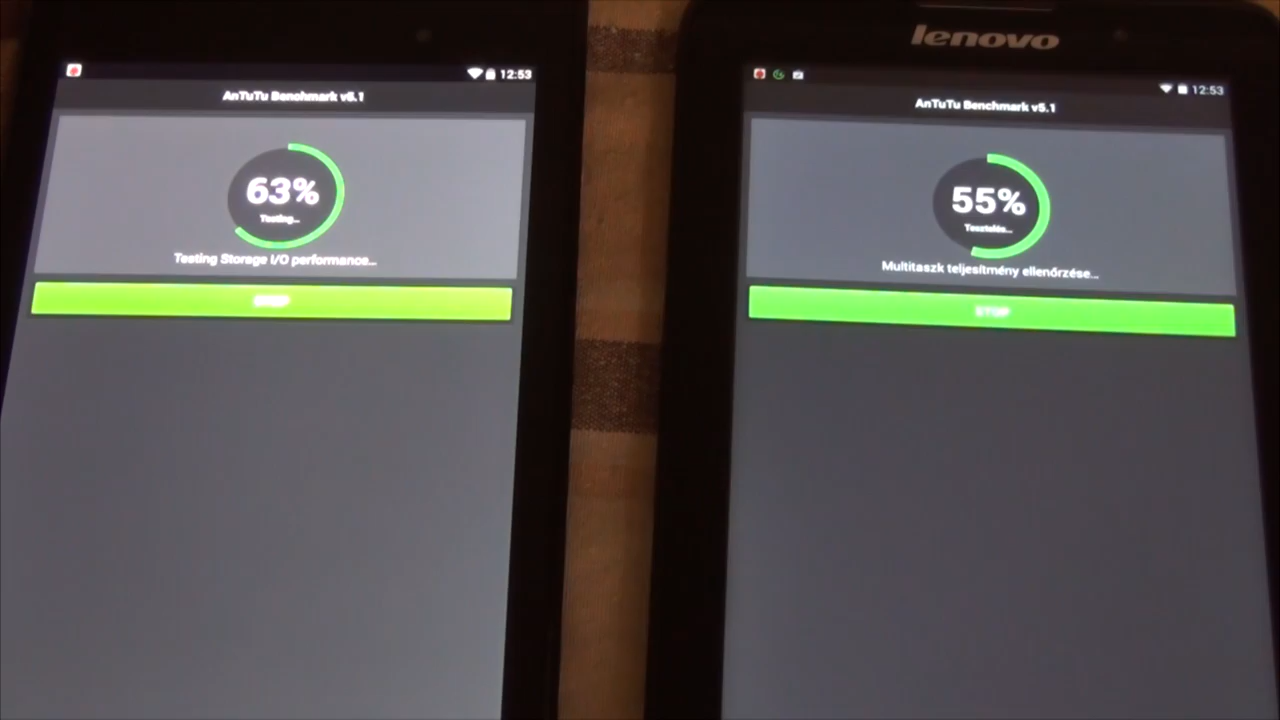 12:53
AnTuTu Benchmark v5.1
63%
Testing...
Testing Storage I/O performance...
STOP
lenovo
12:53
AnTuTu Benchmark v5.1
55%
Tesztelés...
Multitaszk teljesítmény ellenőrzése...
STOP